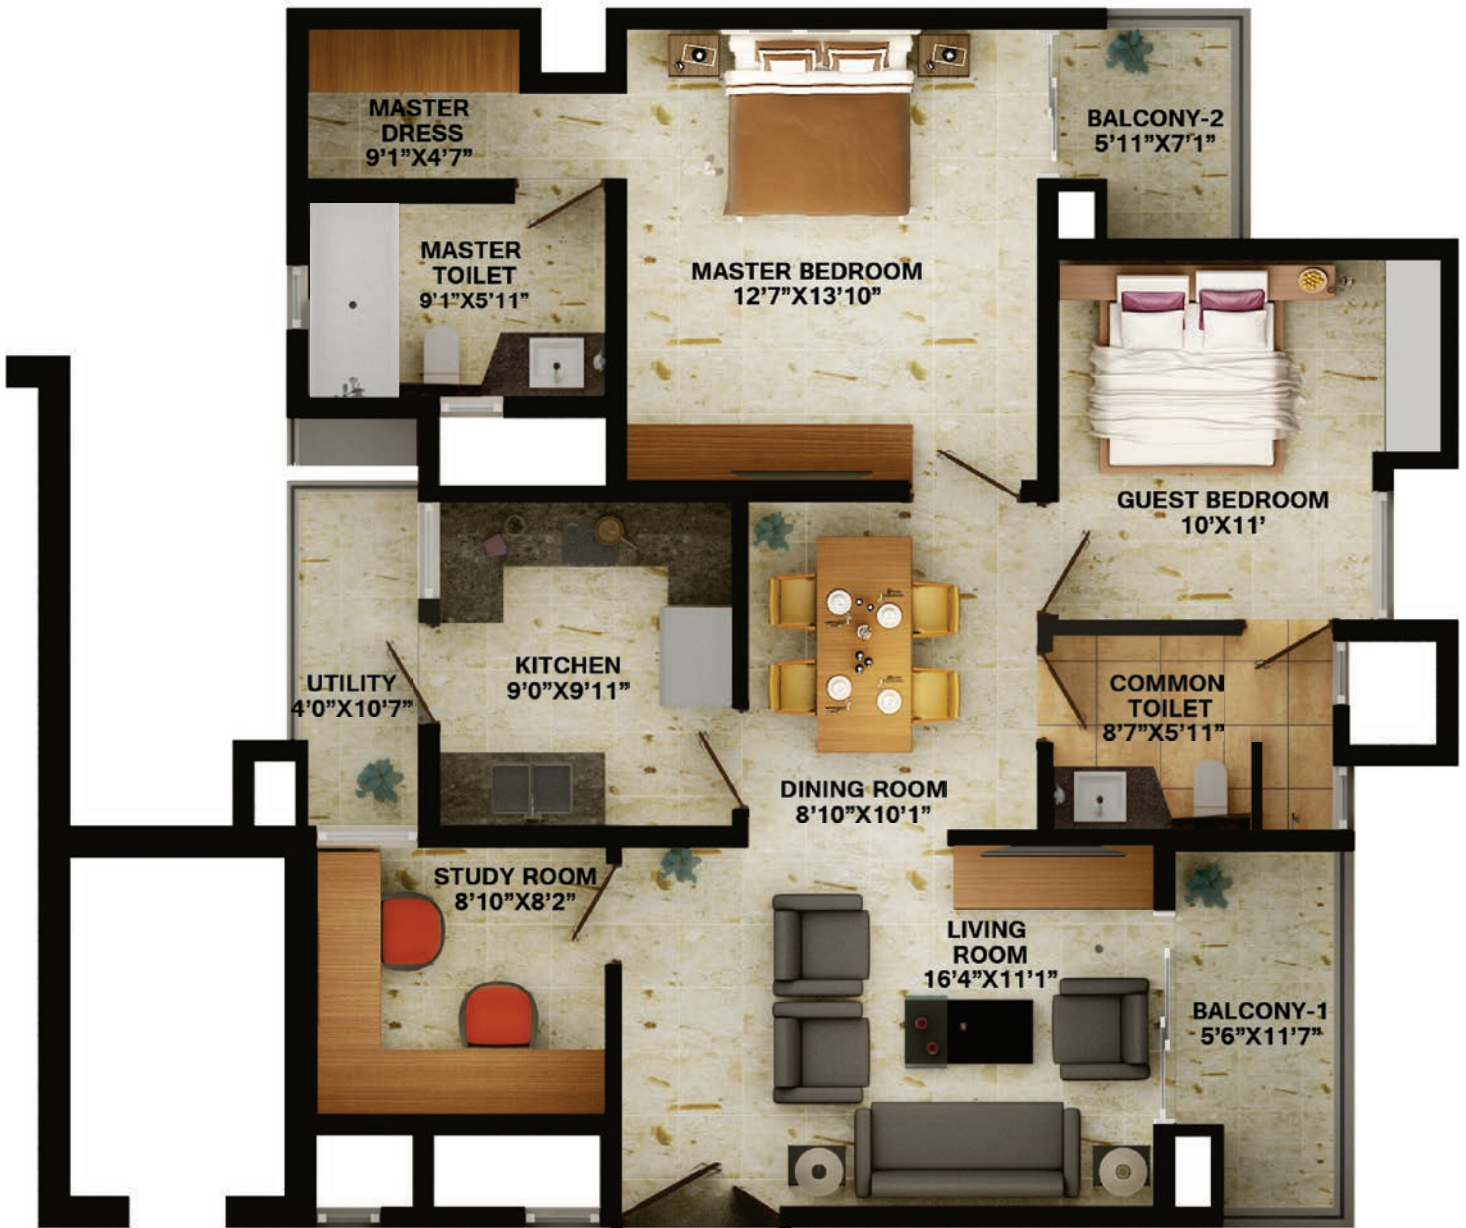 MASTER
DRESS
9'1”X4'7”
BALCONY-2
5'11”X7'1”
MASTER
TOILET
9'1”X5'11”
MASTER BEDROOM
12'7”X13'10”
GUEST BEDROOM
10'X11'
KITCHEN
9'0”X9'11”
UTILITY
4'0”X10'7”
COMMON
TOILET
8'7”X5'11”
DINING ROOM
8'10”X10'1”
STUDY ROOM
8'10”X8'2”
LIVING
ROOM
16'4”X11'1”
BALCONY-1
5'6”X11'7”